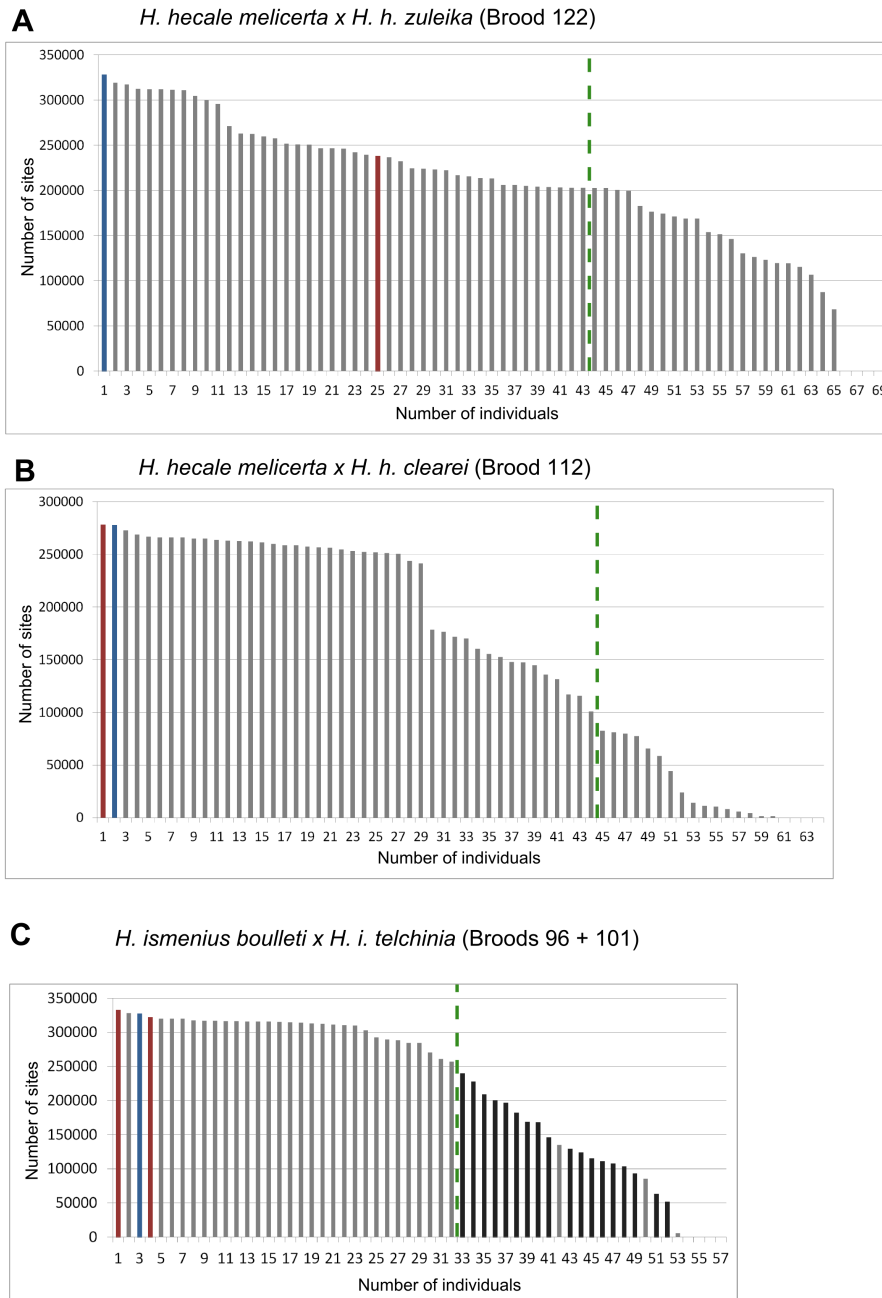 A
H. hecale melicerta x H. h. zuleika (Brood 122)
350000
300000
250000
200000
150000
100000
50000
0
Number of sites
1 3 5 7 9 11 13 15 17 19 21 23 25 27 29 31 33 35 37 39 41 43 45 47 49 51 53 55 57 59 61 63 65 67 69
Number of individuals
B
H. hecale melicerta x H. h. clearei (Brood 112)
300000
250000
200000
150000
100000
50000
0
Number of sites
1 3 5 7 9 11 13 15 17 19 21 23 25 27 29 31 33 35 37 39 41 43 45 47 49 51 53 55 57 59 61 63
Number of individuals
C
H. ismenius boulleti x H. i. telchinia (Broods 96 + 101)
350000
300000
250000
200000
150000
100000
50000
0
Number of sites
1 3 5 7 9 11 13 15 17 19 21 23 25 27 29 31 33 35 37 39 41 43 45 47 49 51 53 55 57
Number of individuals